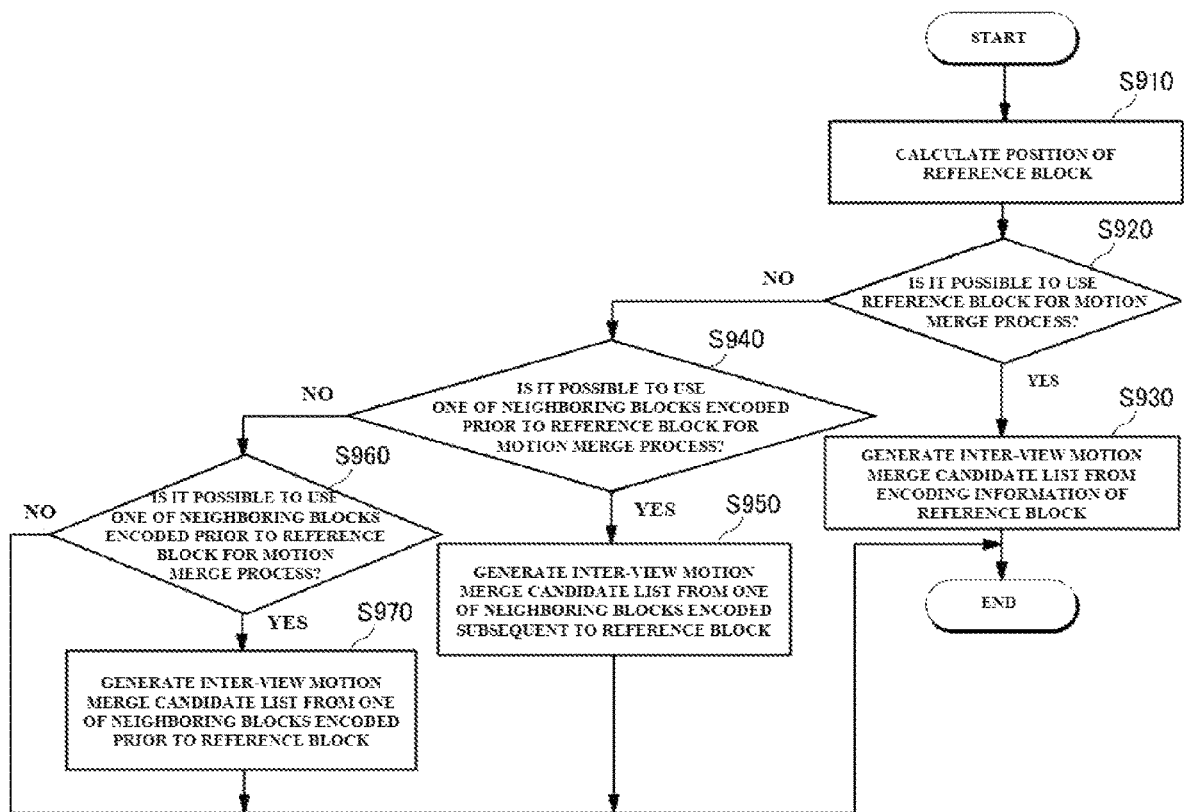 START
S910
CALCULATE POSITION OF
REFERENCE BLOCK
S920
IS IT POSSIBLE TO USE
REFERENCE BLOCK FOR MOTION
MERGE PROCESS?
NO
YES
S930
GENERATE INTER-VIEW MOTION
MERGE CANDIDATE LIST FROM
ENCODING INFORMATION OF
REFERENCE BLOCK
END
S940
IS IT POSSIBLE TO USE
ONE OF NEIGHBORING BLOCKS ENCODED
PRIOR TO REFERENCE BLOCK FOR
MOTION MERGE PROCESS?
NO
YES
S950
GENERATE INTER-VIEW MOTION
MERGE CANDIDATE LIST FROM ONE
OF NEIGHBORING BLOCKS ENCODED
SUBSEQUENT TO REFERENCE BLOCK
S960
IS IT POSSIBLE TO USE
ONE OF NEIGHBORING BLOCKS
ENCODED PRIOR TO REFERENCE
BLOCK FOR MOTION
MERGE PROCESS?
NO
YES
S970
GENERATE INTER-VIEW MOTION
MERGE CANDIDATE LIST FROM ONE
OF NEIGHBORING BLOCKS ENCODED
PRIOR TO REFERENCE BLOCK